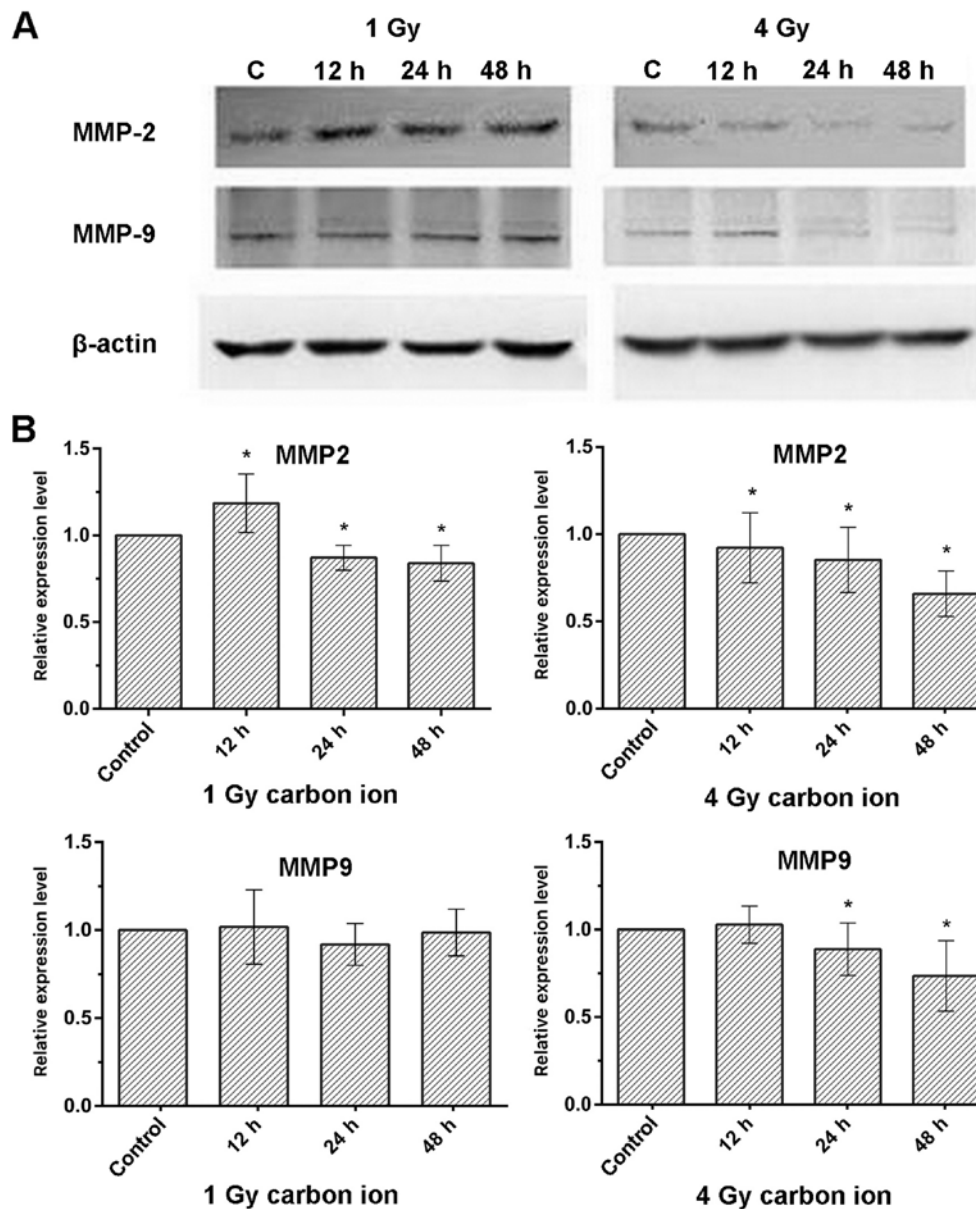 A
1 Gy
4 Gy
C 12 h 24 h 48 h
C 12 h 24 h 48 h
MMP-2
MMP-9
β-actin
B
MMP2
Relative expression level
1.5
1.0
0.5
0.0
* * *
Control 12 h 24 h 48 h
1 Gy carbon ion
MMP2
Relative expression level
1.5
1.0
0.5
0.0
* * *
Control 12 h 24 h 48 h
4 Gy carbon ion
MMP9
Relative expression level
1.5
1.0
0.5
0.0
Control 12 h 24 h 48 h
1 Gy carbon ion
MMP9
Relative expression level
1.5
1.0
0.5
0.0
* *
Control 12 h 24 h 48 h
4 Gy carbon ion